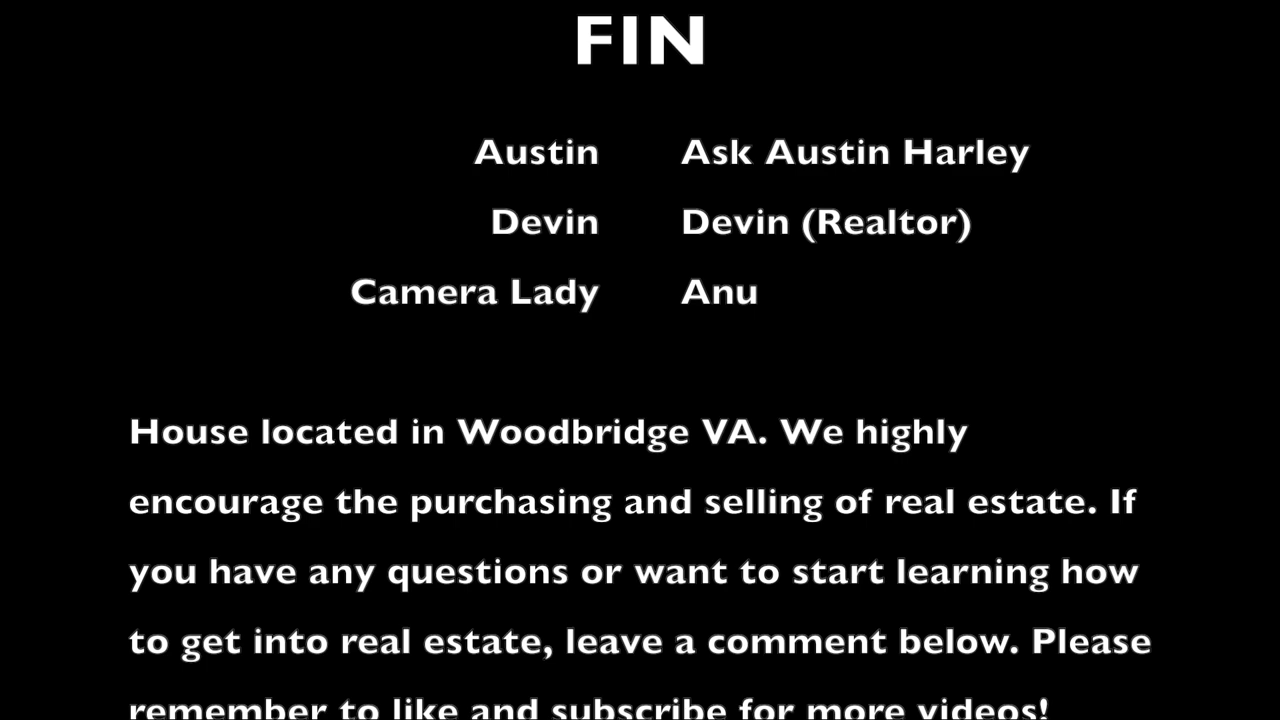 FIN
Austin Ask Austin Harley
Devin Devin (Realtor)
Camera Lady Anu
House located in Woodbridge VA. We highly
encourage the purchasing and selling of real estate. If
you have any questions or want to start learning how
to get into real estate, leave a comment below. Please
remember to like and subscribe for more videos!